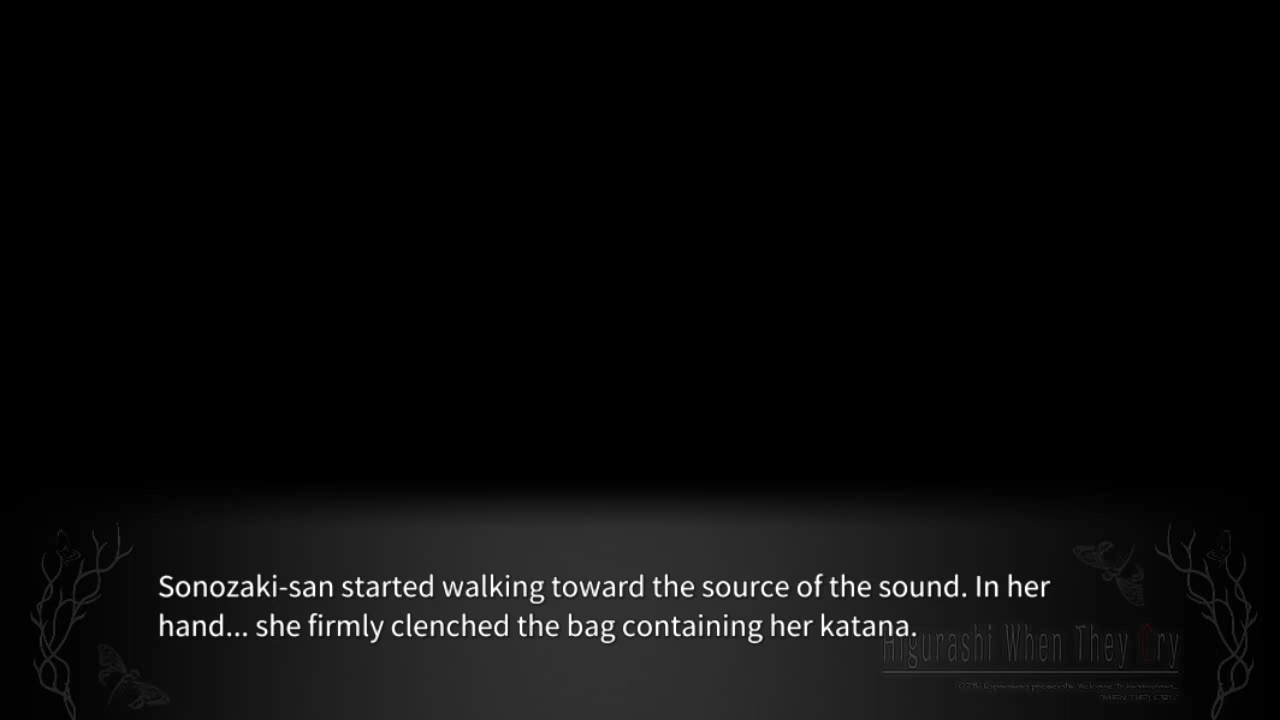 Sonozaki-san started walking toward the source of the sound. In her
hand... she firmly clenched the bag containing her katana.
Higurashi When They Cry